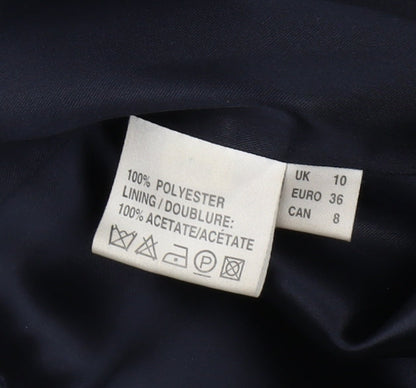 100% POLYESTER
LINING / DOUBLURE:
100% ACETATE/ACÉTATE
P
UK 10
EURO 36
CAN 8